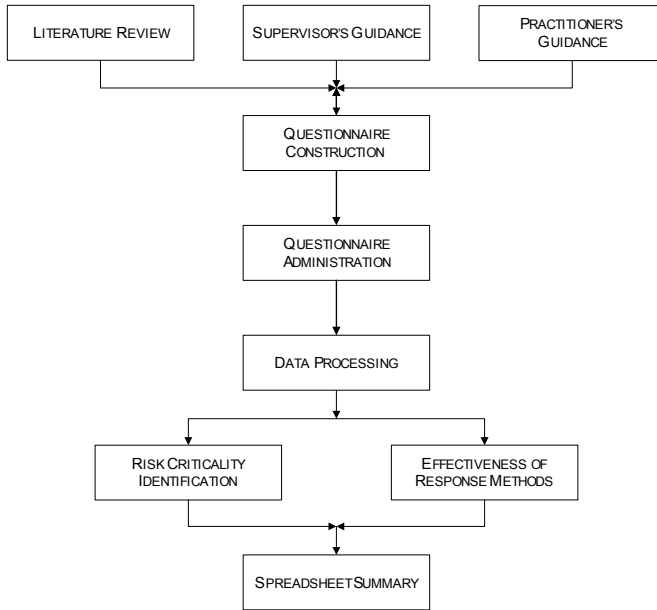 LITERATURE REVIEW
SUPERVISOR'S GUIDANCE
PRACTITIONER'S
GUIDANCE
QUESTIONNAIRE
CONSTRUCTION
QUESTIONNAIRE
ADMINISTRATION
DATA PROCESSING
RISK CRITICALITY
IDENTIFICATION
EFFECTIVENESS OF
RESPONSE METHODS
SPREADSHEET SUMMARY